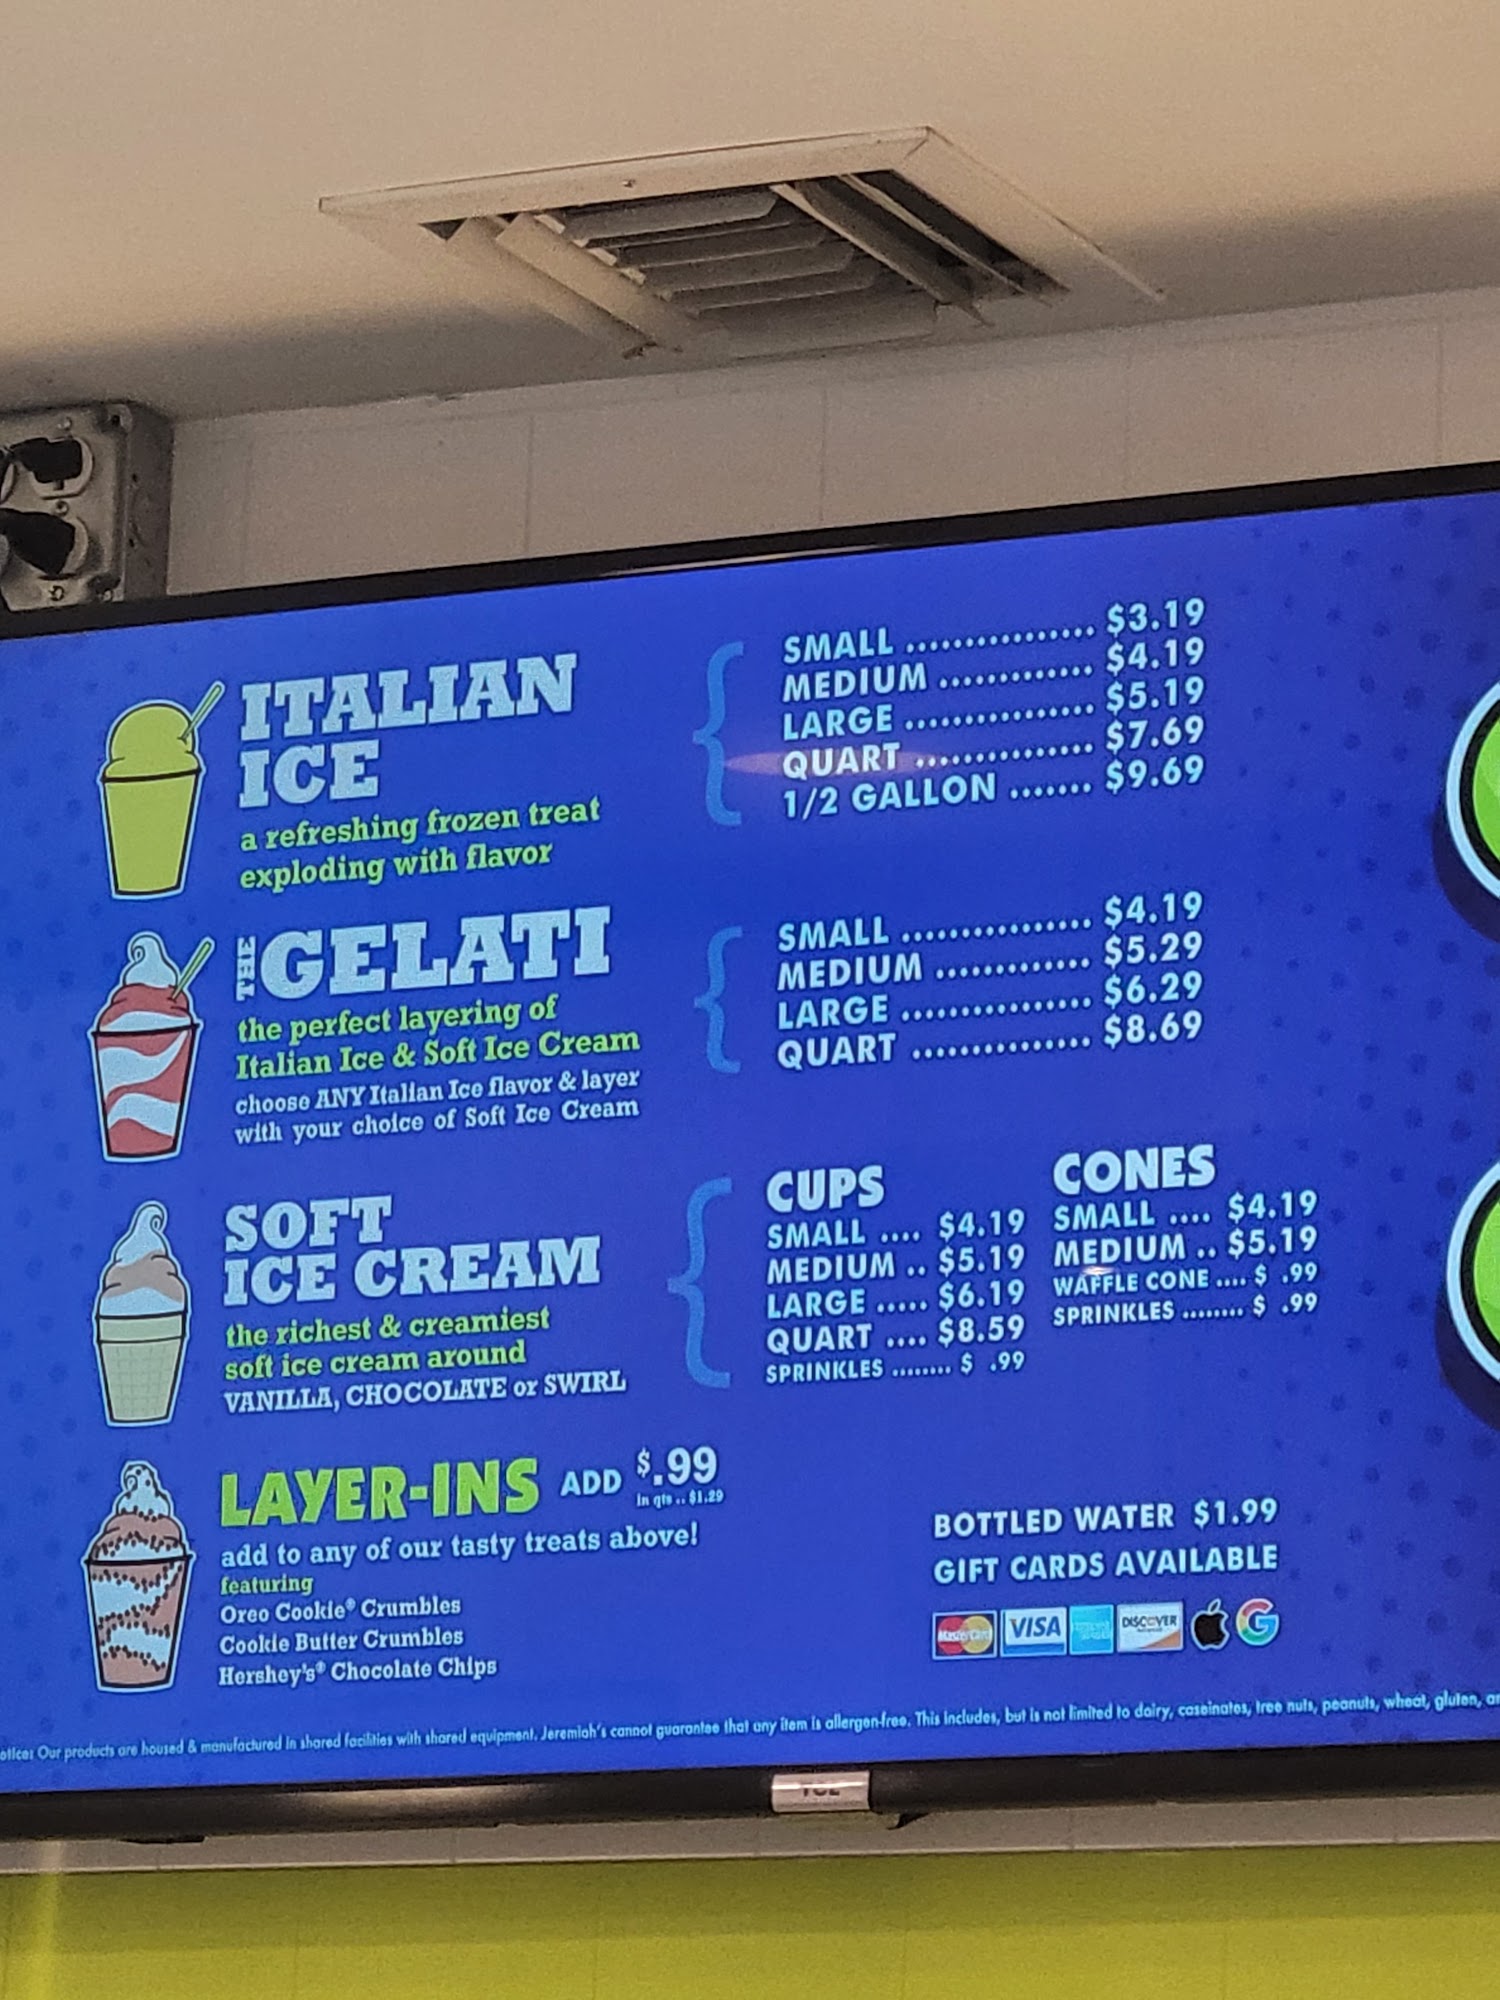 ITALIAN
ICE
a refreshing frozen treat
exploding with flavor
SMALL ................ $3.19
MEDIUM ............. $4.19
LARGE ................ $5.19
QUART ............... $7.69
1/2 GALLON ....... $9.69
THE GELATI
the perfect layering of
Italian Ice & Soft Ice Cream
choose ANY Italian Ice flavor & layer
with your choice of Soft Ice Cream
SMALL ................ $4.19
MEDIUM ............. $5.29
LARGE ................ $6.29
QUART ............... $8.69
SOFT
ICE CREAM
the richest & creamiest
soft ice cream around
VANILLA, CHOCOLATE or SWIRL
CUPS
SMALL .... $4.19
MEDIUM .. $5.19
LARGE ..... $6.19
QUART .... $8.59
SPRINKLES ........ $ .99
CONES
SMALL .... $4.19
MEDIUM .. $5.19
WAFFLE CONE .... $ .99
SPRINKLES ........ $ .99
LAYER-INS ADD $.99
In qts .. $1.29
add to any of our tasty treats above!
featuring
Oreo Cookie® Crumbles
Cookie Butter Crumbles
Hershey's® Chocolate Chips
BOTTLED WATER $1.99
GIFT CARDS AVAILABLE
MasterCard VISA DISCOVER
Our products are housed & manufactured in shared facilities with shared equipment. Jeremiah's cannot guarantee that any item is allergen-free. This includes, but is not limited to dairy, caseinates, tree nuts, peanuts, wheat, gluten,
TCL